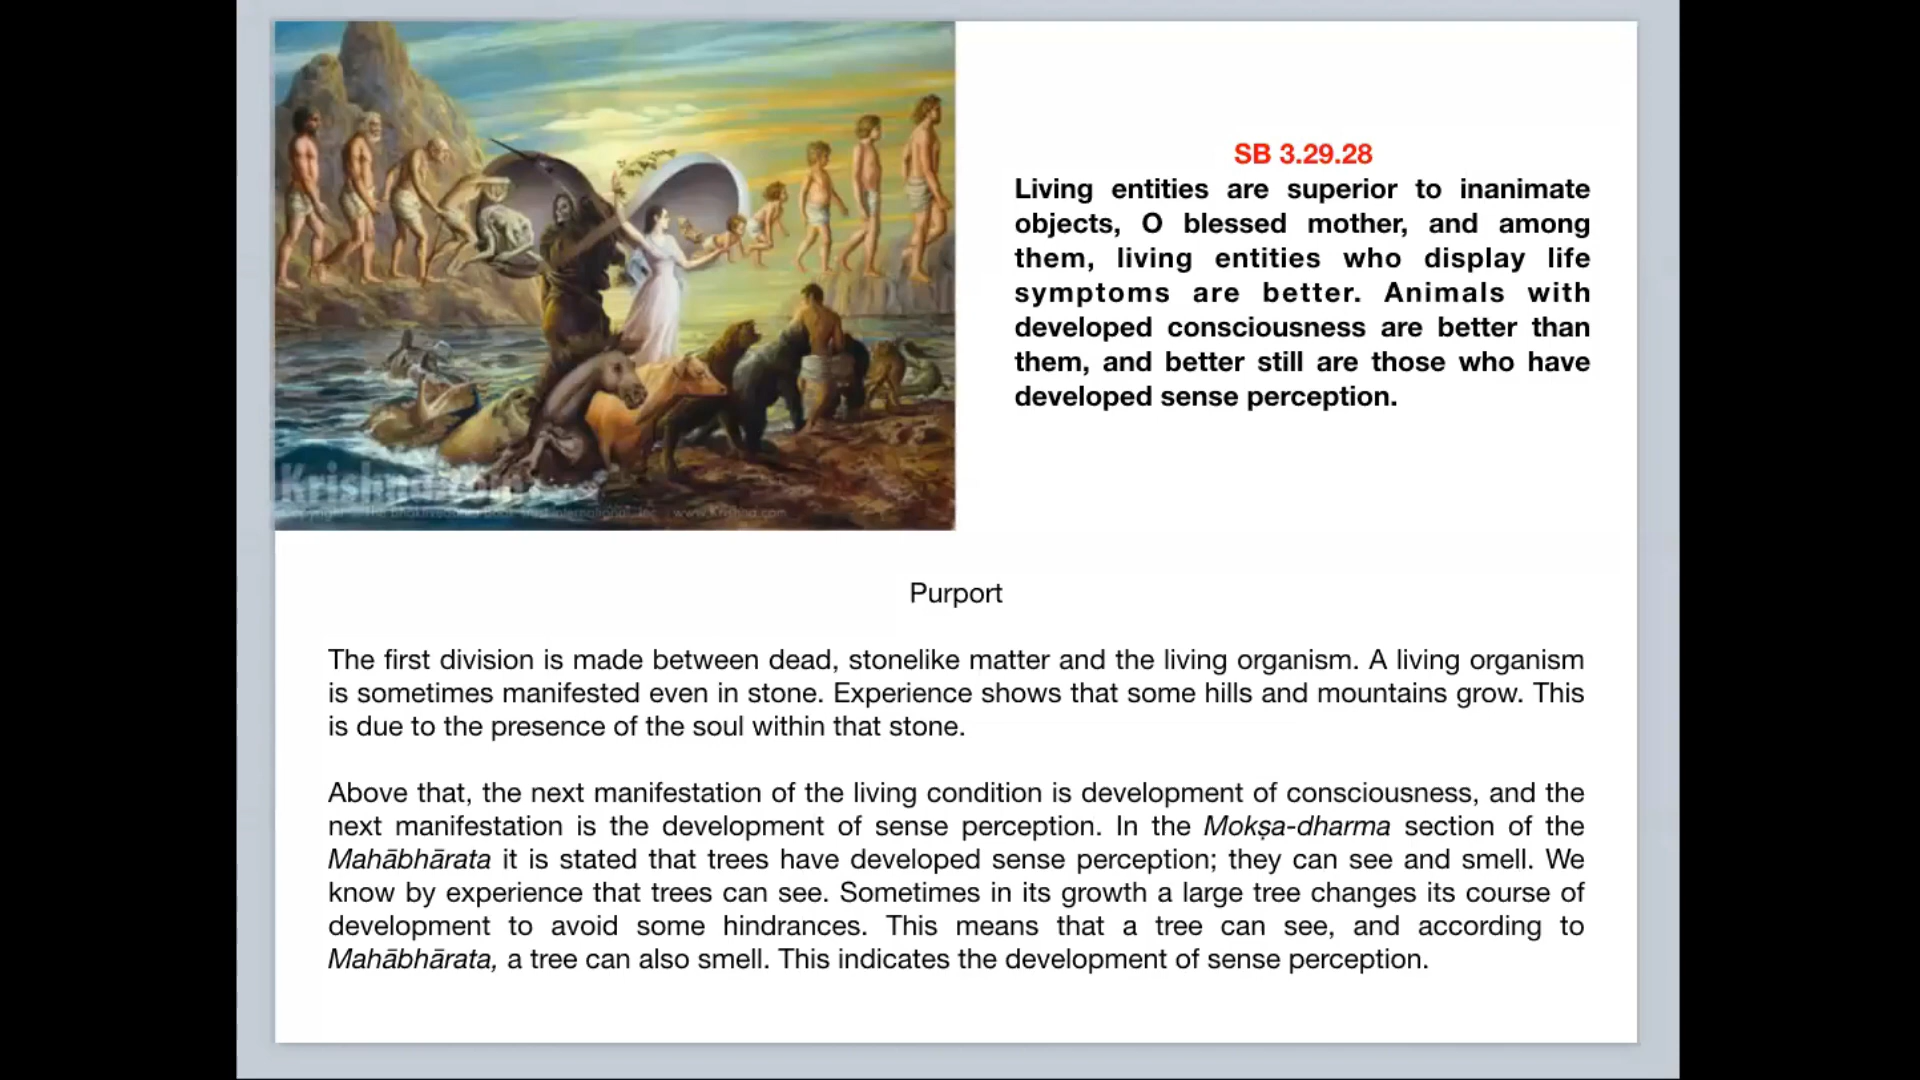 SB 3.29.28
Living entities are superior to inanimate
objects, O blessed mother, and among
them, living entities who display life
symptoms are better. Animals with
developed consciousness are better than
them, and better still are those who have
developed sense perception.
Krishna.com
www.Krishna.com
Purport
The first division is made between dead, stonelike matter and the living organism. A living organism
is sometimes manifested even in stone. Experience shows that some hills and mountains grow. This
is due to the presence of the soul within that stone.
Above that, the next manifestation of the living condition is development of consciousness, and the
next manifestation is the development of sense perception. In the Mokṣa-dharma section of the
Mahābhārata it is stated that trees have developed sense perception; they can see and smell. We
know by experience that trees can see. Sometimes in its growth a large tree changes its course of
development to avoid some hindrances. This means that a tree can see, and according to
Mahābhārata, a tree can also smell. This indicates the development of sense perception.